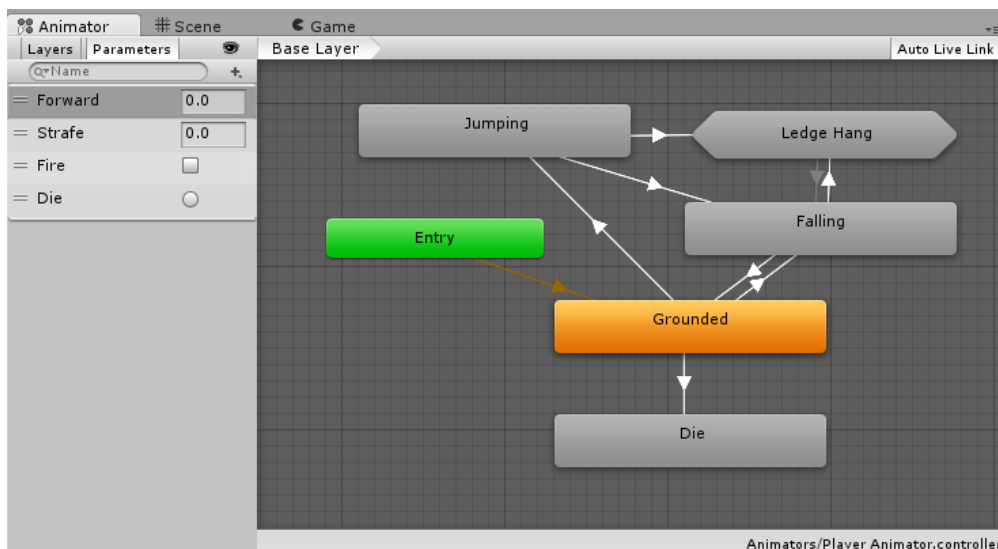 Animator Scene Game
Layers Parameters Base Layer Auto Live Link
Name
Forward 0.0
Strafe 0.0
Fire
Die
Jumping
Ledge Hang
Falling
Entry
Grounded
Die
Animators/Player Animator.controller